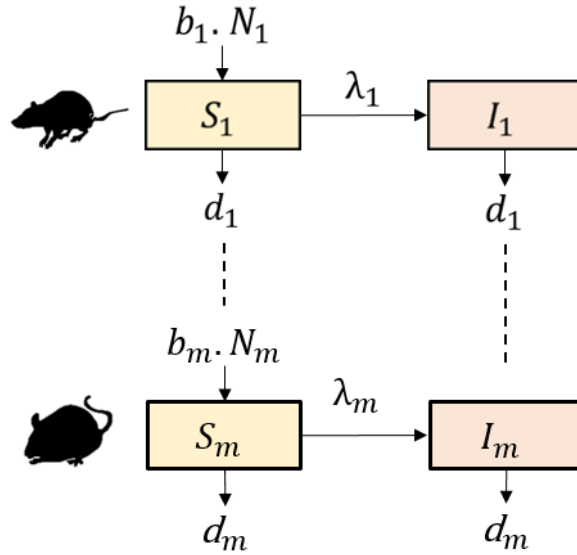 b₁. N₁
S₁ λ₁ I₁
d₁ d₁
bₘ. Nₘ
Sₘ λₘ Iₘ
dₘ dₘ